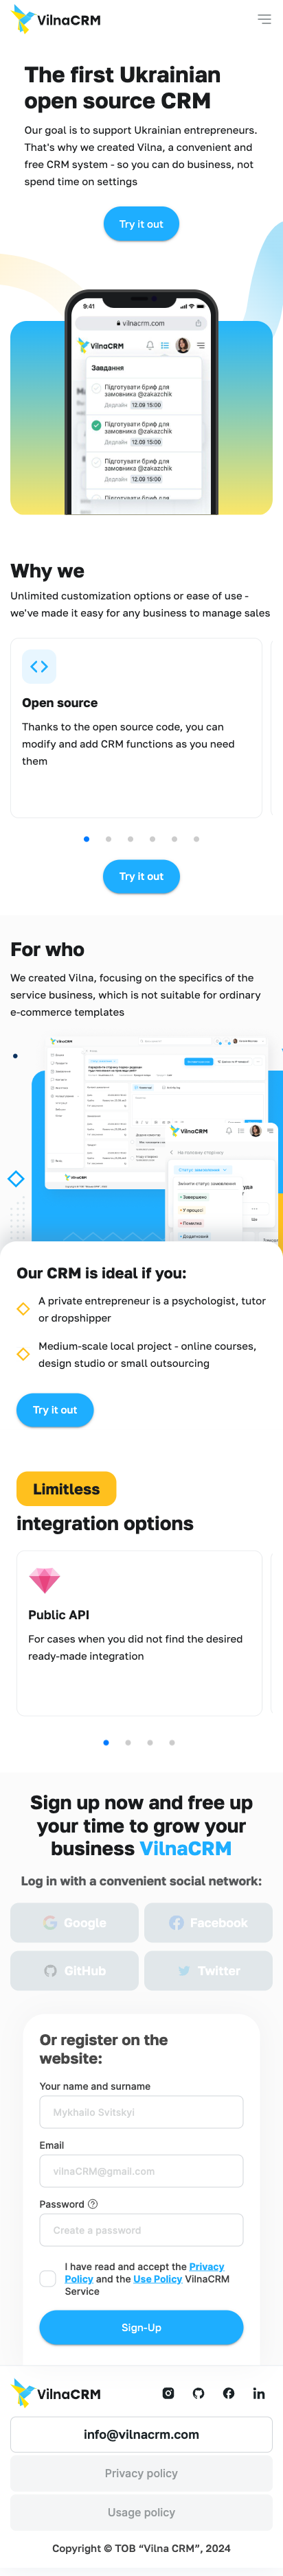 VilnaCRM
The first Ukrainian
open source CRM
Our goal is to support Ukrainian entrepreneurs.
That's why we created Vilna, a convenient and
free CRM system - so you can do business, not
spend time on settings
Try it out
9:41
vilnacrm.com
VilnaCRM
Завдання
Підготувати бриф для
замовника @zakazchik
Дедлайн 12.09 15:00
Підготувати бриф для
замовника @zakazchik
Дедлайн 12.09 15:00
Підготувати бриф для
замовника @zakazchik
Дедлайн 12.09 15:00
Підготувати бриф для
Why we
Unlimited customization options or ease of use -
we've made it easy for any business to manage sales
Open source
Thanks to the open source code, you can
modify and add CRM functions as you need
them
Try it out
For who
We created Vilna, focusing on the specifics of the
service business, which is not suitable for ordinary
e-commerce templates
VilnaCRM
VilnaCRM
На головну сторінку
Статус замовлення
Змініть статус замовлення
Завершено
У процесі
Помилка
Додатковий
Our CRM is ideal if you:
A private entrepreneur is a psychologist, tutor
or dropshipper
Medium-scale local project - online courses,
design studio or small outsourcing
Try it out
Limitless
integration options
Public API
For cases when you did not find the desired
ready-made integration
Sign up now and free up
your time to grow your
business VilnaCRM
Log in with a convenient social network:
Google
Facebook
GitHub
Twitter
Or register on the
website:
Your name and surname
Mykhailo Svitskyi
Email
vilnaCRM@gmail.com
Password
Create a password
I have read and accept the Privacy
Policy and the Use Policy VilnaCRM
Service
Sign-Up
VilnaCRM
info@vilnacrm.com
Privacy policy
Usage policy
Copyright © ТОВ “Vilna CRM”, 2024